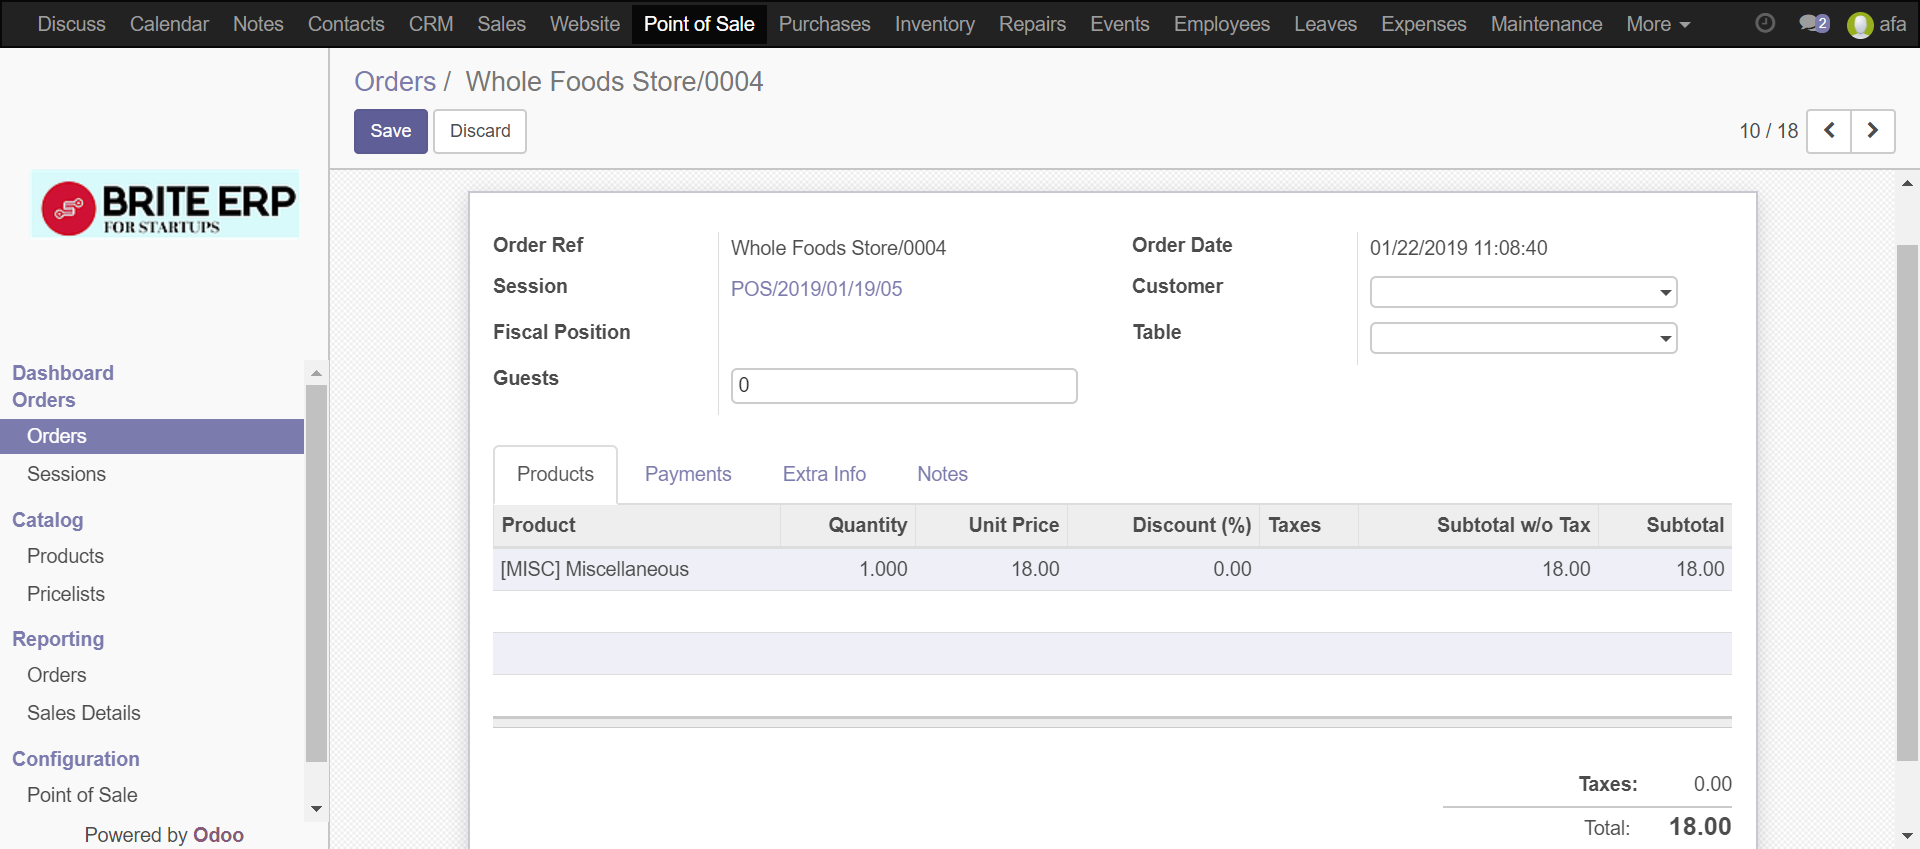 Discuss Calendar Notes Contacts CRM Sales Website Point of Sale Purchases Inventory Repairs Events Employees Leaves Expenses Maintenance More 2 afa
Orders / Whole Foods Store/0004
Save Discard
10 / 18
BRITE ERP
FOR STARTUPS
Dashboard
Orders
Orders
Sessions
Catalog
Products
Pricelists
Reporting
Orders
Sales Details
Configuration
Point of Sale
Powered by Odoo
Order Ref Whole Foods Store/0004
Session POS/2019/01/19/05
Fiscal Position
Guests 0
Order Date 01/22/2019 11:08:40
Customer
Table
Products Payments Extra Info Notes
Product Quantity Unit Price Discount (%) Taxes Subtotal w/o Tax Subtotal
[MISC] Miscellaneous 1.000 18.00 0.00 18.00 18.00
Taxes: 0.00
Total: 18.00